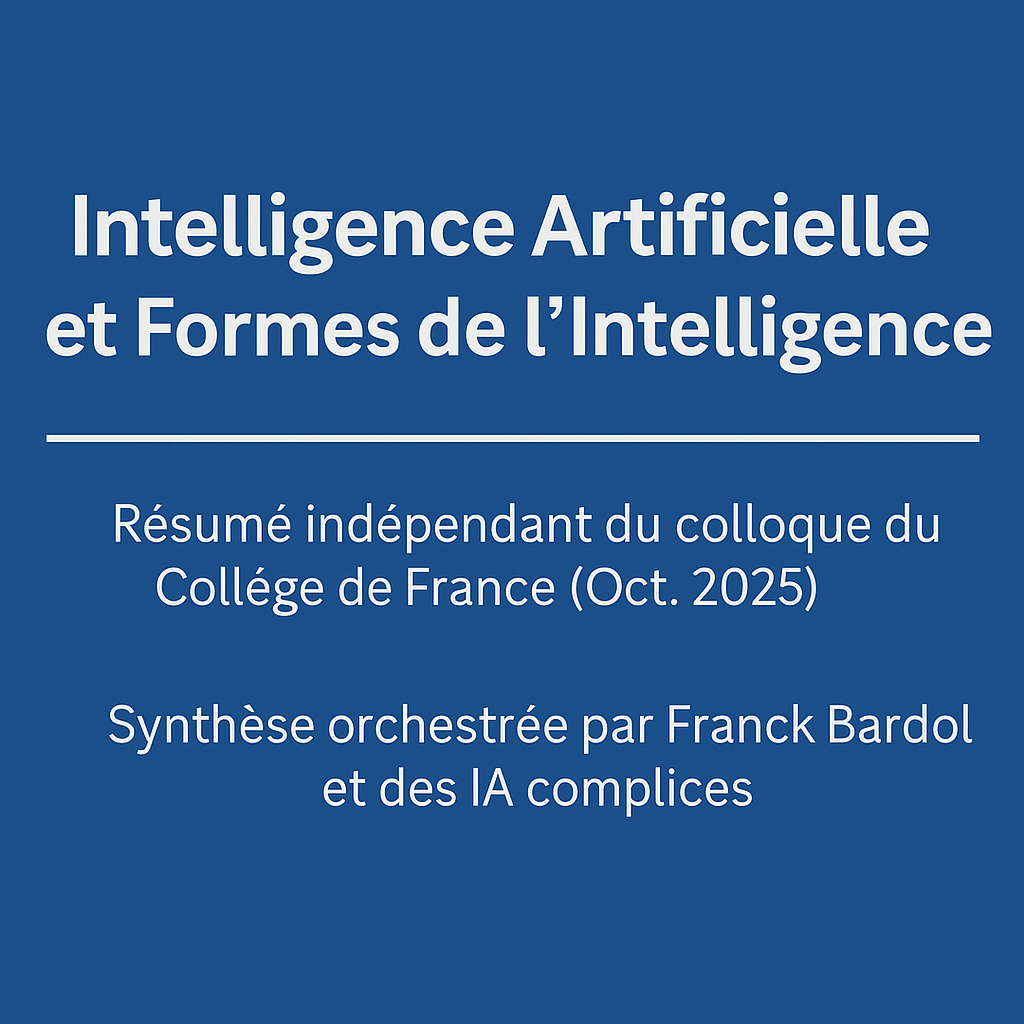 Intelligence Artificielle
et Formes de l’Intelligence
Résumé indépendant du colloque du
Collége de France (Oct. 2025)
Synthèse orchestrée par Franck Bardol
et des IA complices